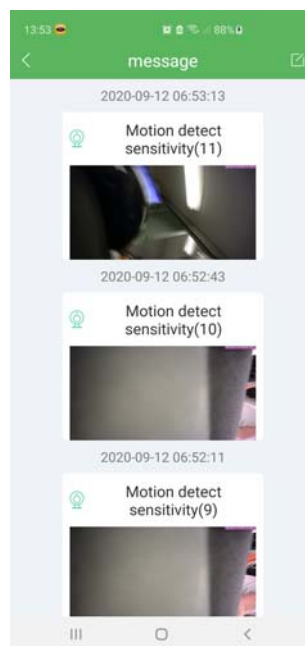 13:53 88%
message
2020-09-12 06:53:13
Motion detect
sensitivity(11)
2020-09-12 06:52:43
Motion detect
sensitivity(10)
2020-09-12 06:52:11
Motion detect
sensitivity(9)